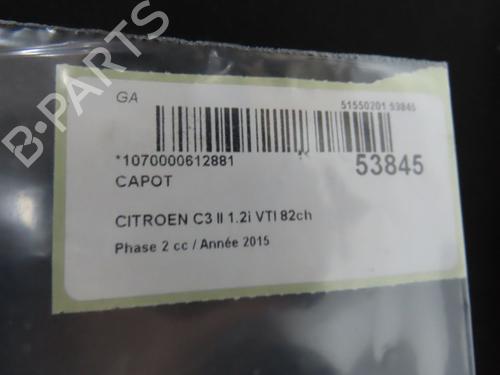 B-PARTS
GA
51550201 53845
*1070000612881
53845
CAPOT
CITROEN C3 II 1.2i VTI 82ch
Phase 2 cc / Année 2015